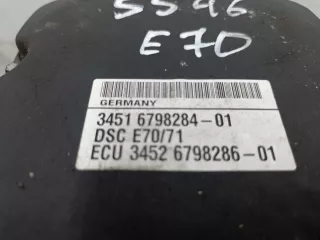 5546
E70
GERMANY
3451 6798284-01
DSC E70/71
ECU 3452 6798286-01